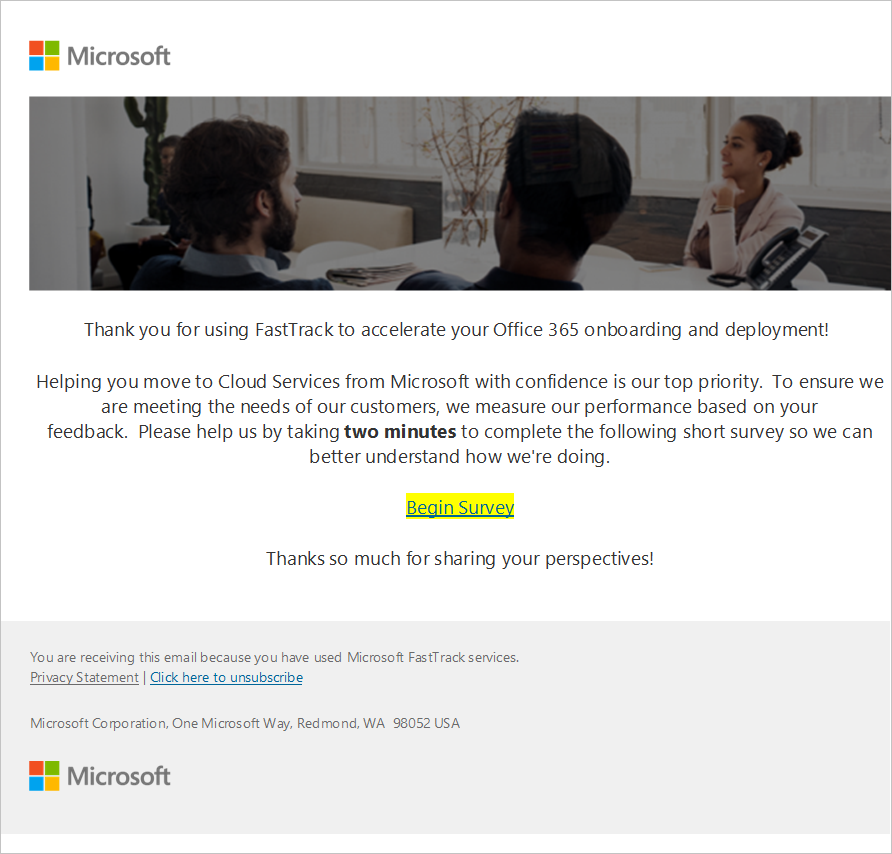 Microsoft
Thank you for using FastTrack to accelerate your Office 365 onboarding and deployment!
Helping you move to Cloud Services from Microsoft with confidence is our top priority.  To ensure we
are meeting the needs of our customers, we measure our performance based on your
feedback.  Please help us by taking two minutes to complete the following short survey so we can
better understand how we're doing.
Begin Survey
Thanks so much for sharing your perspectives!
You are receiving this email because you have used Microsoft FastTrack services.
Privacy Statement | Click here to unsubscribe
Microsoft Corporation, One Microsoft Way, Redmond, WA  98052 USA
Microsoft